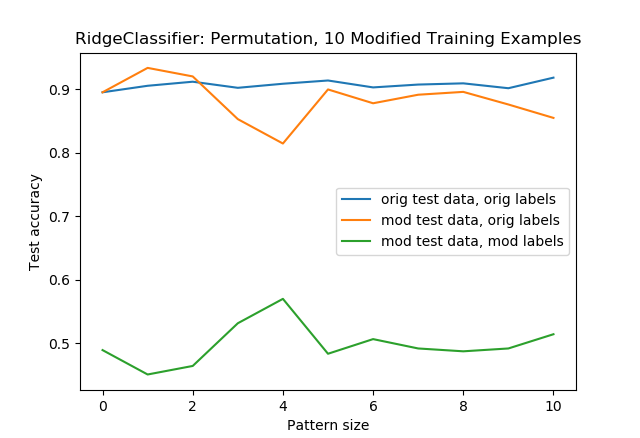 RidgeClassifier: Permutation, 10 Modified Training Examples
Test accuracy
0.9
0.8
0.7
0.6
0.5
orig test data, orig labels
mod test data, orig labels
mod test data, mod labels
0 2 4 6 8 10
Pattern size